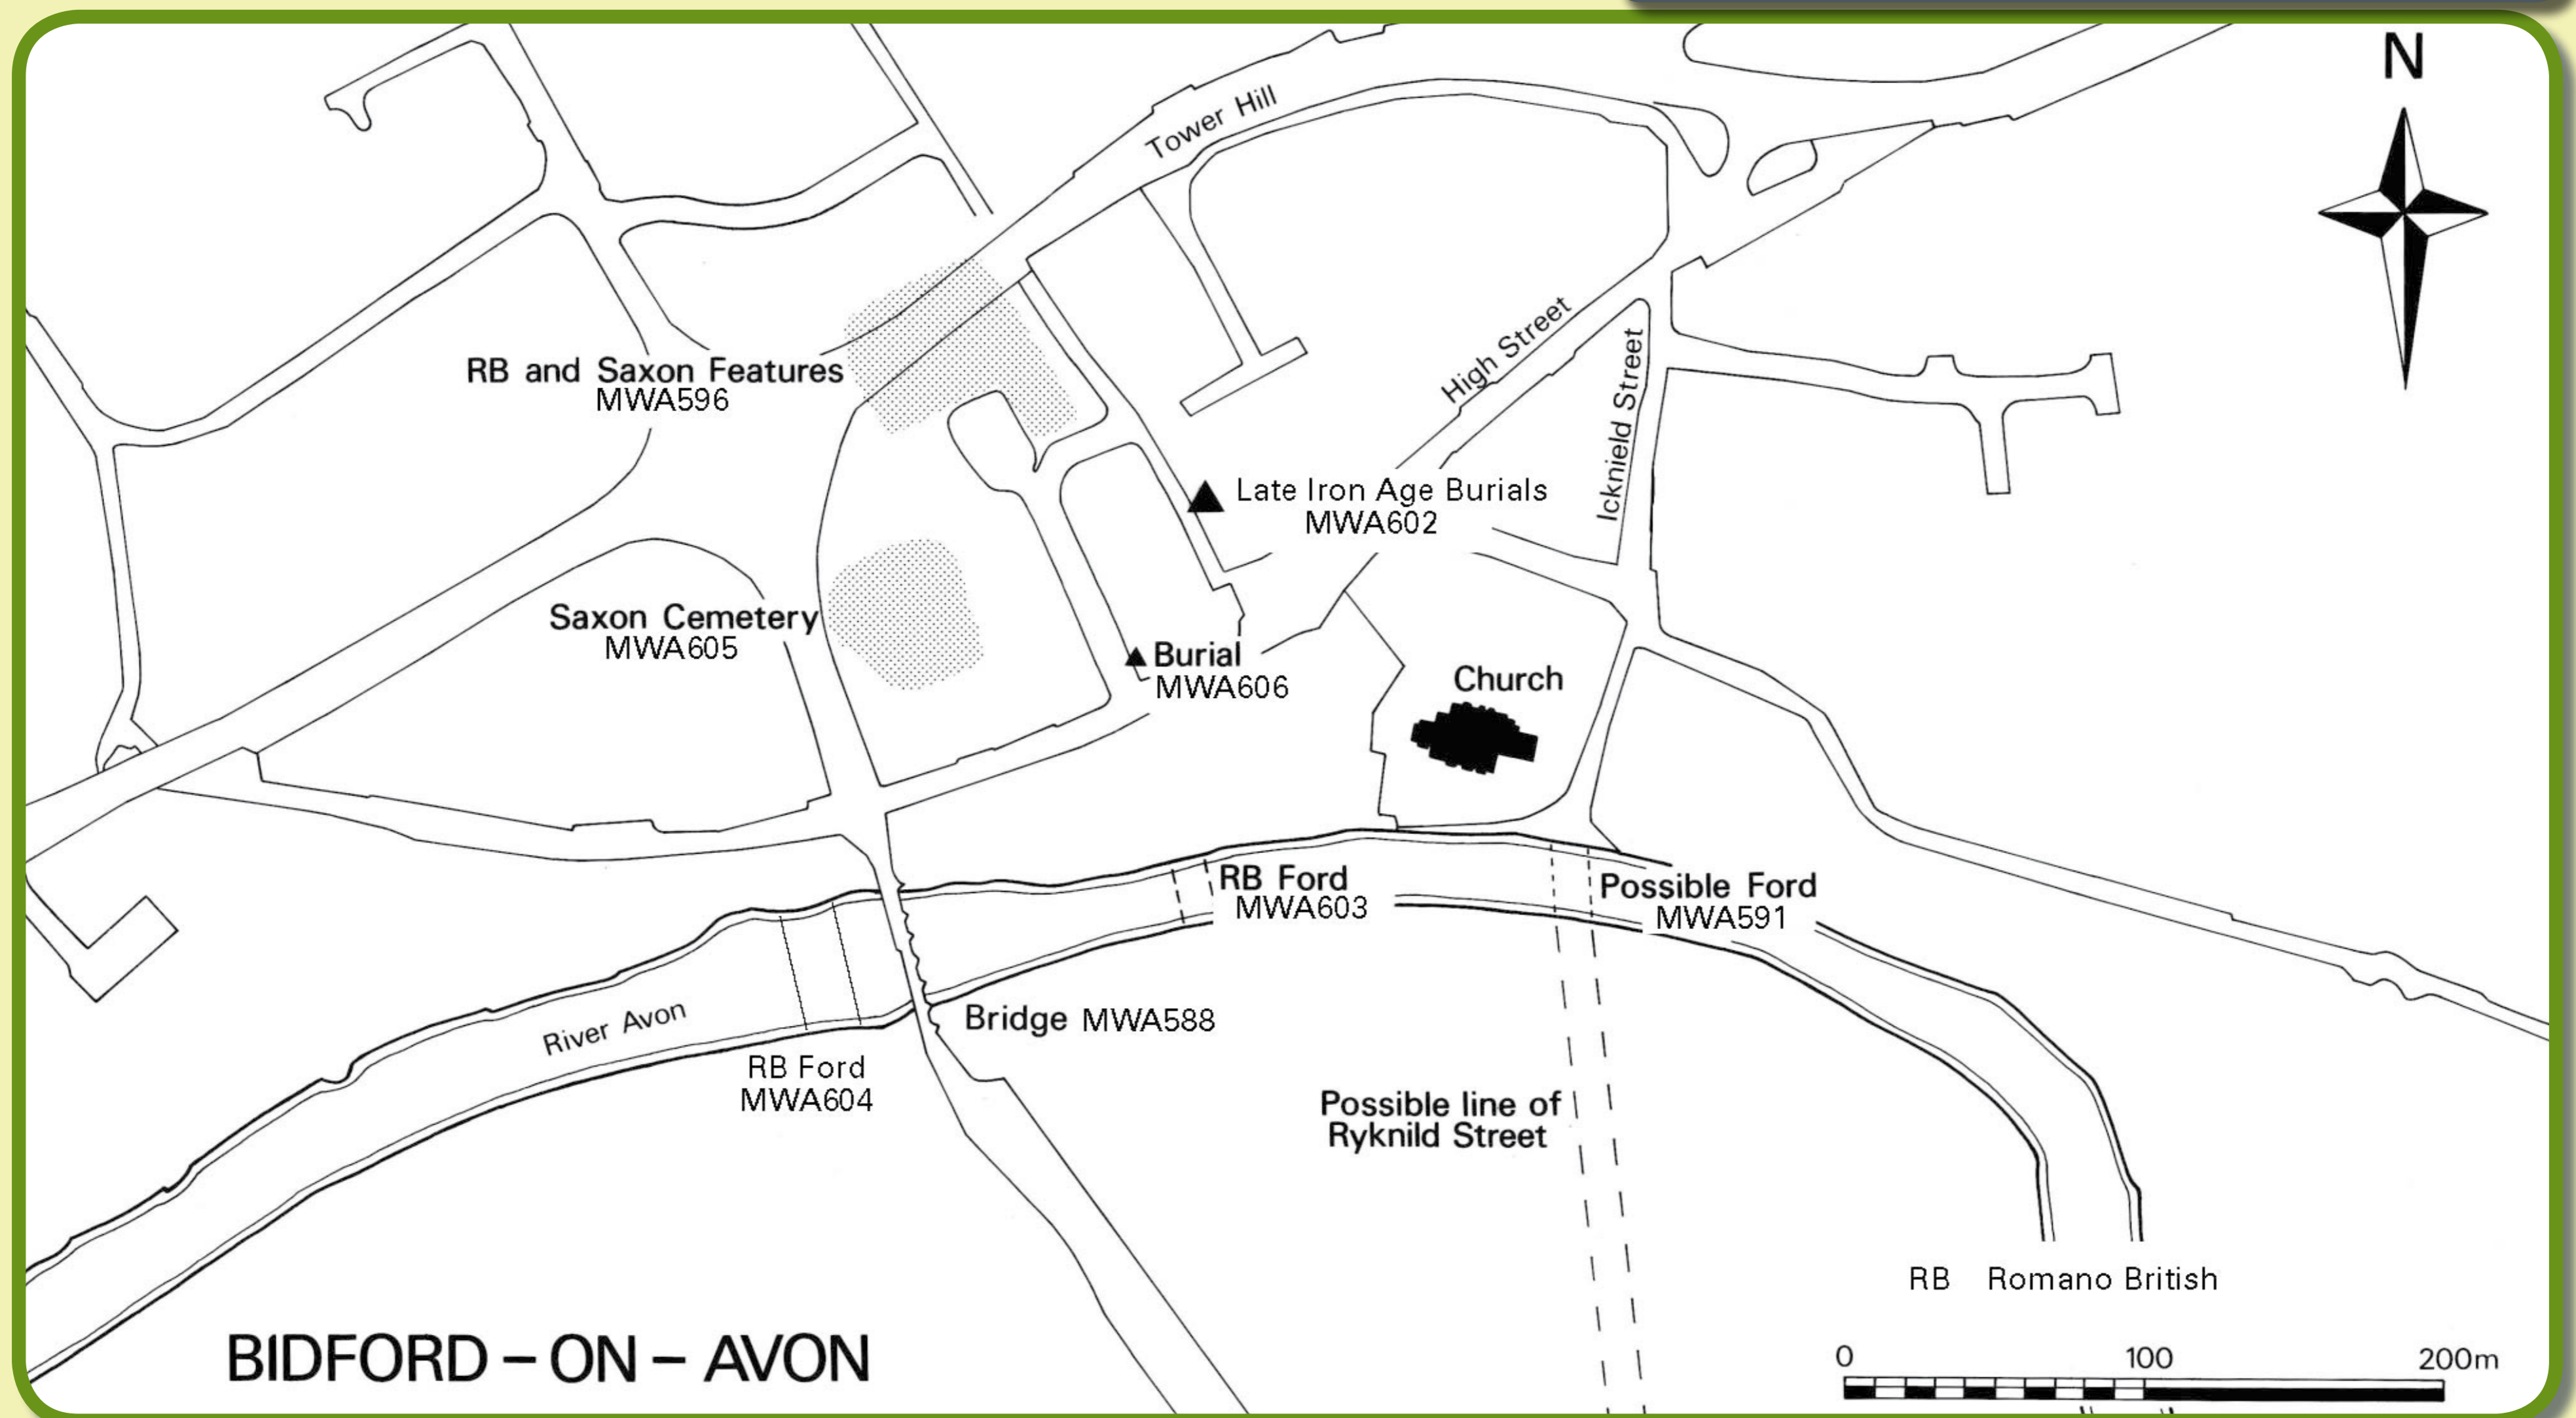 N
Tower Hill
High Street
Icknield Street
RB and Saxon Features
MWA596
Late Iron Age Burials
MWA602
Saxon Cemetery
MWA605
Burial
MWA606
Church
RB Ford
MWA603
Possible Ford
MWA591
River Avon
Bridge MWA588
RB Ford
MWA604
Possible line of
Ryknild Street
RB Romano British
BIDFORD – ON – AVON
0 100 200m